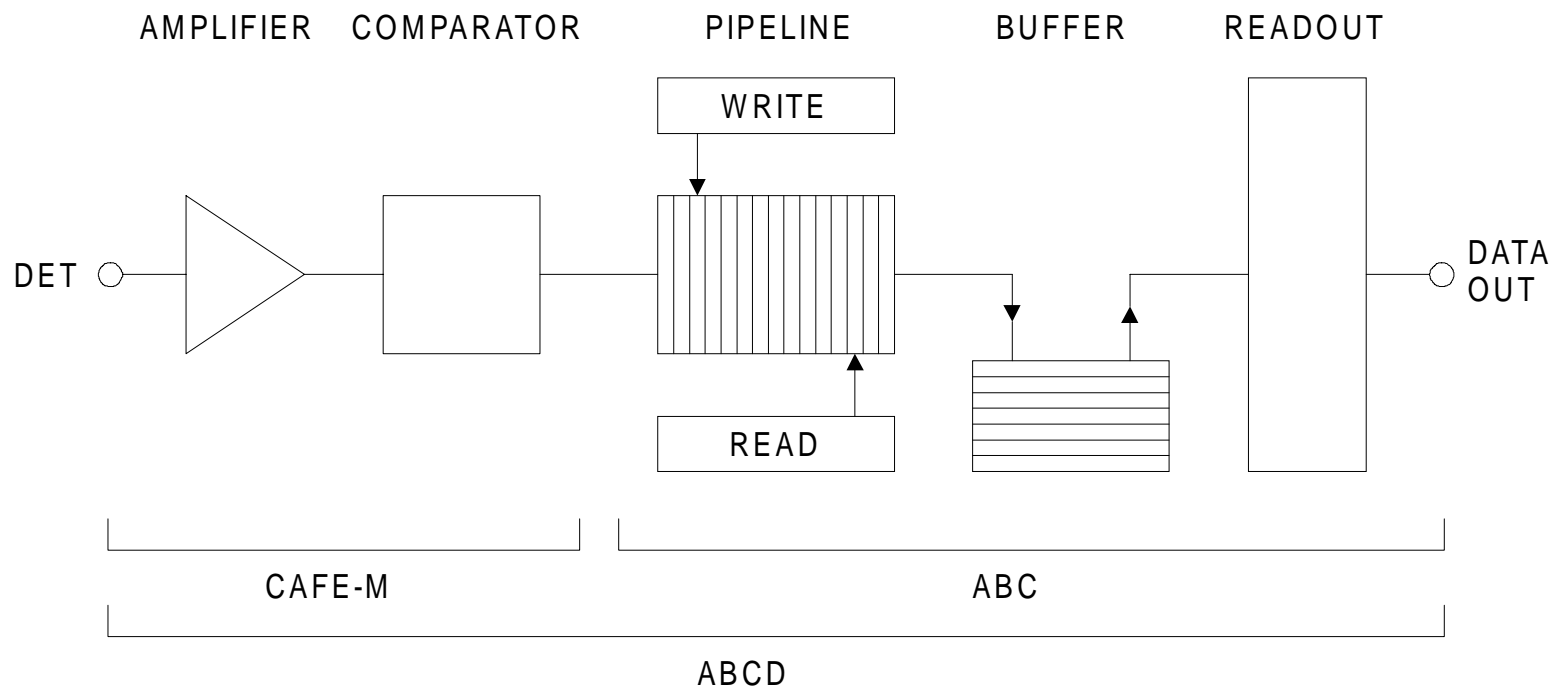 AMPLIFIER COMPARATOR PIPELINE BUFFER READOUT
WRITE
DET
DATA
OUT
READ
CAFE-M ABC
ABCD